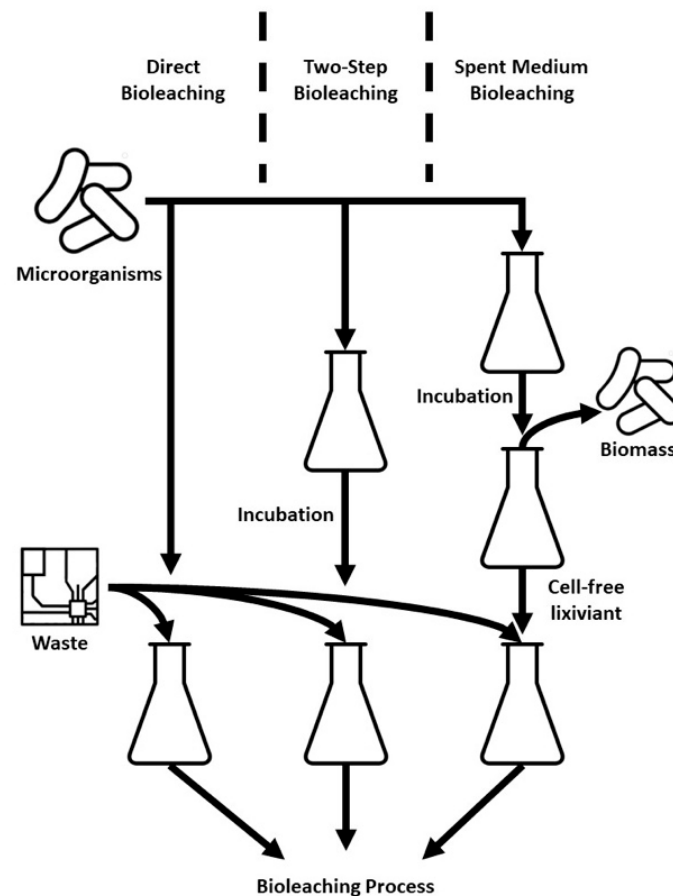 Direct
Bioleaching
Two-Step
Bioleaching
Spent Medium
Bioleaching
Microorganisms
Incubation
Biomass
Incubation
Cell-free
lixiviant
Waste
Bioleaching Process